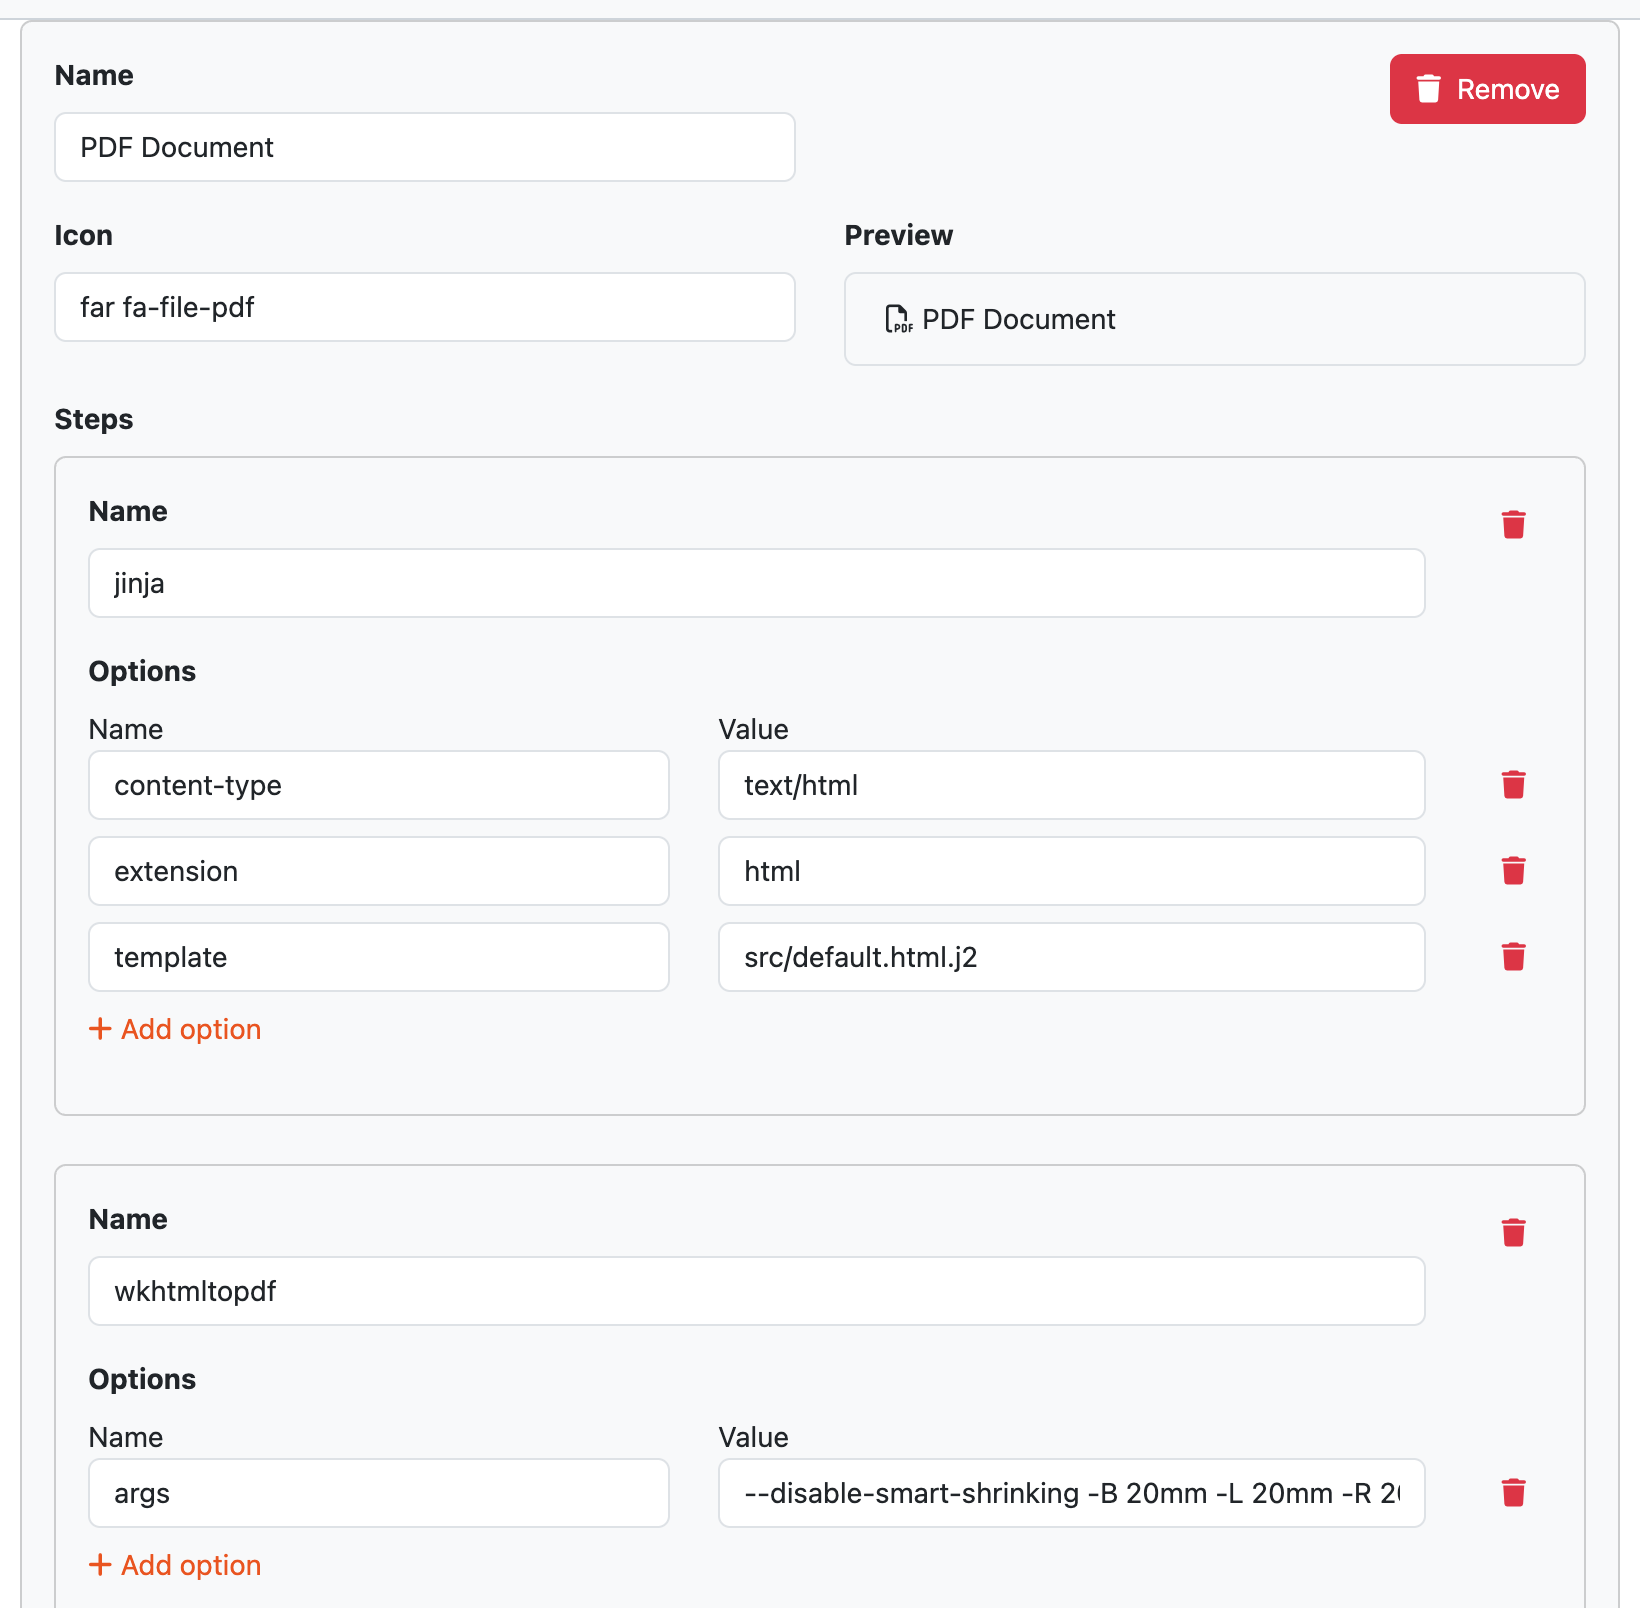 Name
Remove
PDF Document
Icon
Preview
far fa-file-pdf
PDF PDF Document
Steps
Name
jinja
Options
Name Value
content-type text/html
extension html
template src/default.html.j2
+ Add option
Name
wkhtmltopdf
Options
Name Value
args --disable-smart-shrinking -B 20mm -L 20mm -R
+ Add option